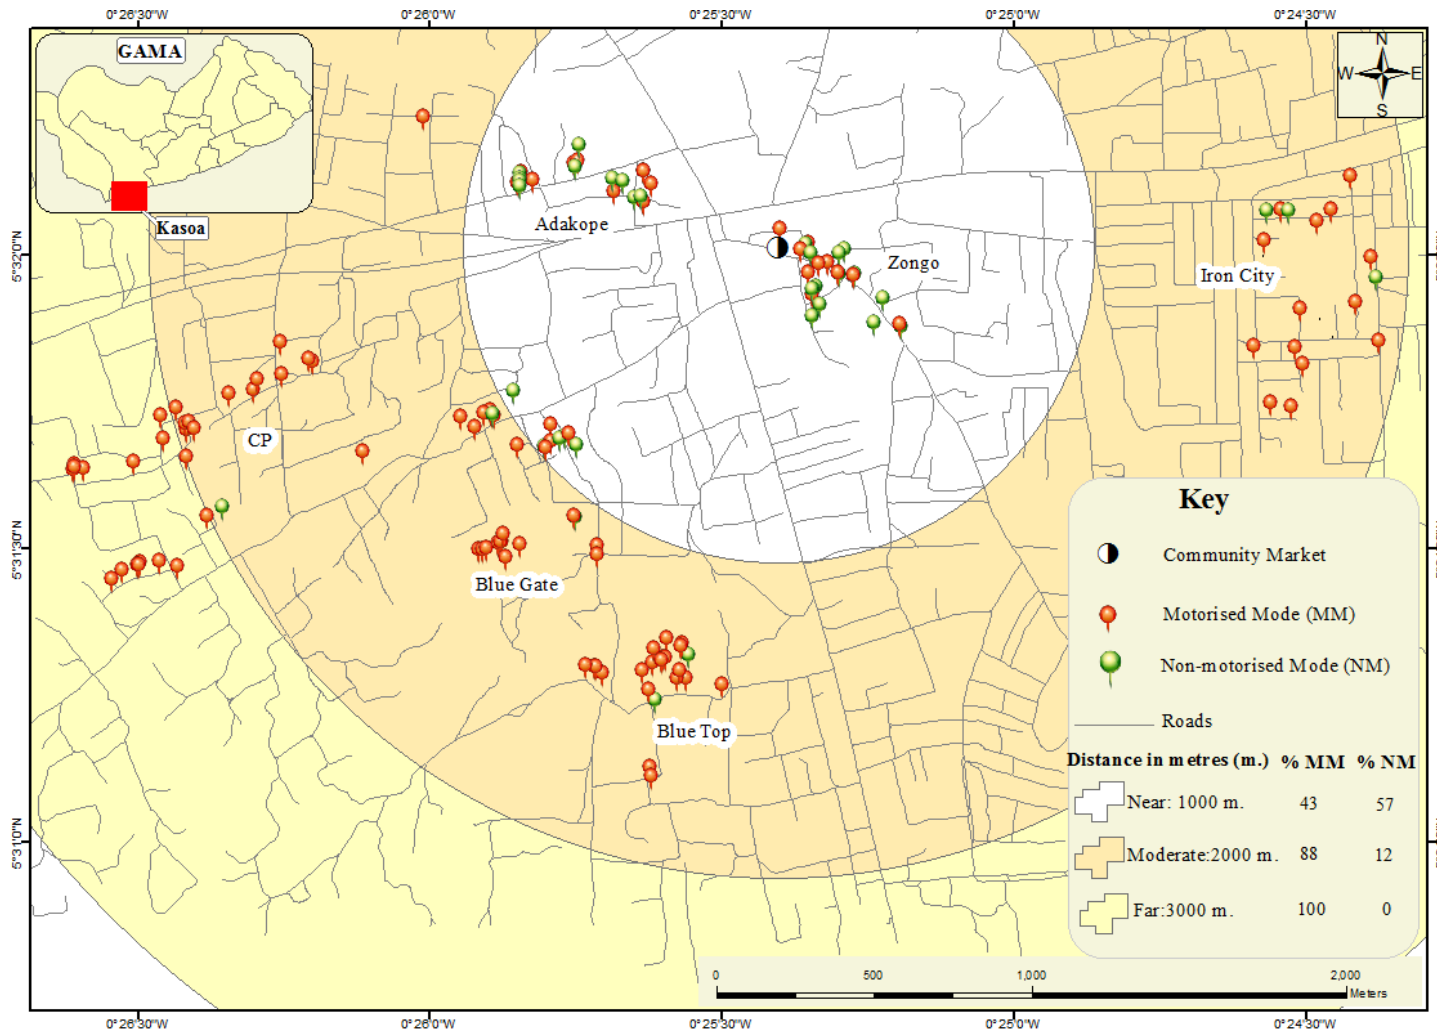 0°26'30"W 0°26'0"W 0°25'30"W 0°25'0"W 0°24'30"W
GAMA
N
W E
S
Kasoa
Adakope
5°32'0"N
Zongo
Iron City
CP
Key
5°31'30"N
Community Market
Blue Gate
Motorised Mode (MM)
Non-motorised Mode (NM)
Roads
Blue Top
Distance in metres (m.) % MM % NM
Near: 1000 m. 43 57
5°31'0"N
Moderate:2000 m. 88 12
Far:3000 m. 100 0
0 500 1,000 2,000
Meters
0°26'30"W 0°26'0"W 0°25'30"W 0°25'0"W 0°24'30"W